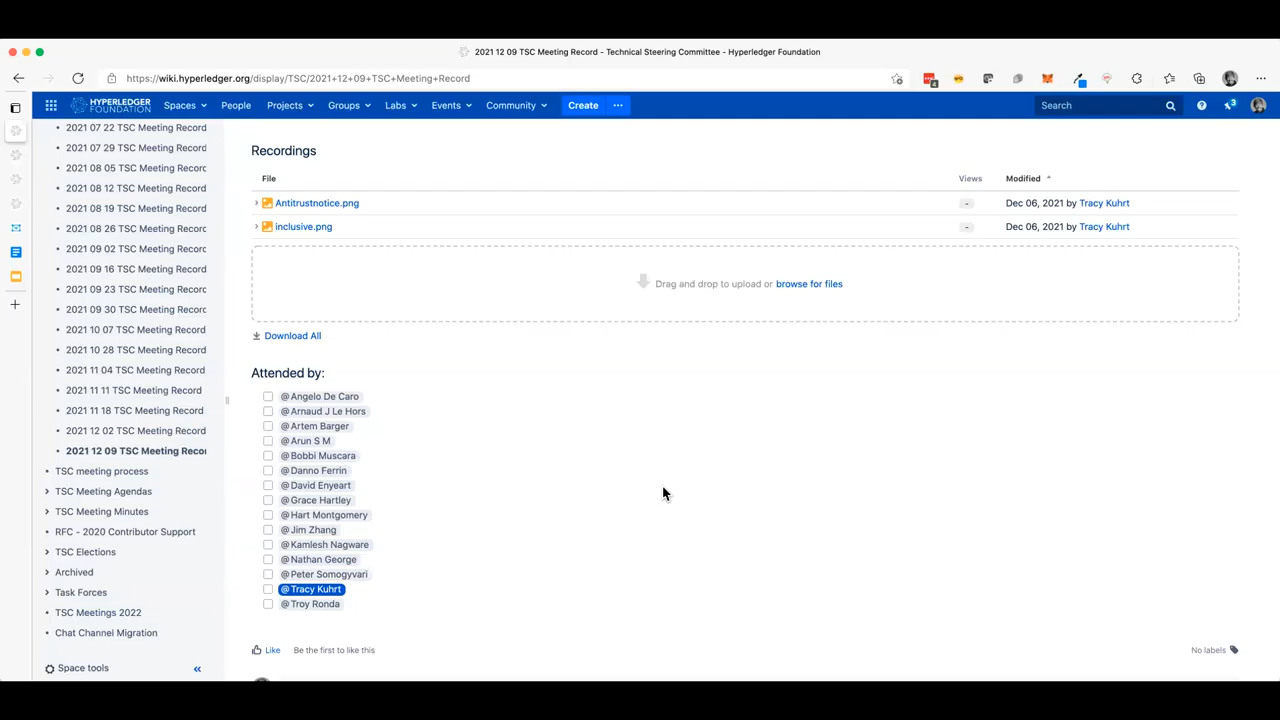 2021 12 09 TSC Meeting Record - Technical Steering Committee - Hyperledger Foundation
https://wiki.hyperledger.org/display/TSC/2021+12+09+TSC+Meeting+Record
HYPERLEDGER FOUNDATION Spaces People Projects Groups Labs Events Community Create ... Search 3
2021 07 22 TSC Meeting Record
2021 07 29 TSC Meeting Record
2021 08 05 TSC Meeting Record
2021 08 12 TSC Meeting Record
2021 08 19 TSC Meeting Record
2021 08 26 TSC Meeting Record
2021 09 02 TSC Meeting Record
2021 09 16 TSC Meeting Record
2021 09 23 TSC Meeting Record
2021 09 30 TSC Meeting Record
2021 10 07 TSC Meeting Record
2021 10 28 TSC Meeting Record
2021 11 04 TSC Meeting Record
2021 11 11 TSC Meeting Record
2021 11 18 TSC Meeting Record
2021 12 02 TSC Meeting Record
2021 12 09 TSC Meeting Recor
TSC meeting process
TSC Meeting Agendas
TSC Meeting Minutes
RFC - 2020 Contributor Support
TSC Elections
Archived
Task Forces
TSC Meetings 2022
Chat Channel Migration
Space tools
Recordings
File Views Modified
Antitrustnotice.png - Dec 06, 2021 by Tracy Kuhrt
inclusive.png - Dec 06, 2021 by Tracy Kuhrt
Drag and drop to upload or browse for files
Download All
Attended by:
@Angelo De Caro
@Arnaud J Le Hors
@Artem Barger
@Arun S M
@Bobbi Muscara
@Danno Ferrin
@David Enyeart
@Grace Hartley
@Hart Montgomery
@Jim Zhang
@Kamlesh Nagware
@Nathan George
@Peter Somogyvari
@Tracy Kuhrt
@Troy Ronda
Like Be the first to like this No labels